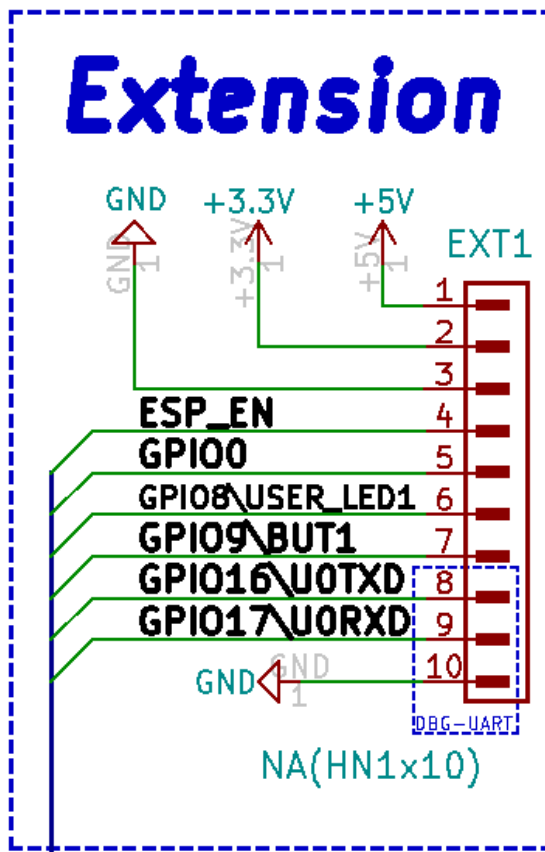 Extension
GND +3.3V +5V
GND 1 +3.3V 1 +5V 1
EXT1
1
2
3
ESP_EN 4
GPIO0 5
GPIO8\USER_LED1 6
GPIO9\BUT1 7
GPIO16\U0TXD 8
GPIO17\U0RXD 9
GND GND 1 10
DBG-UART
NA(HN1x10)